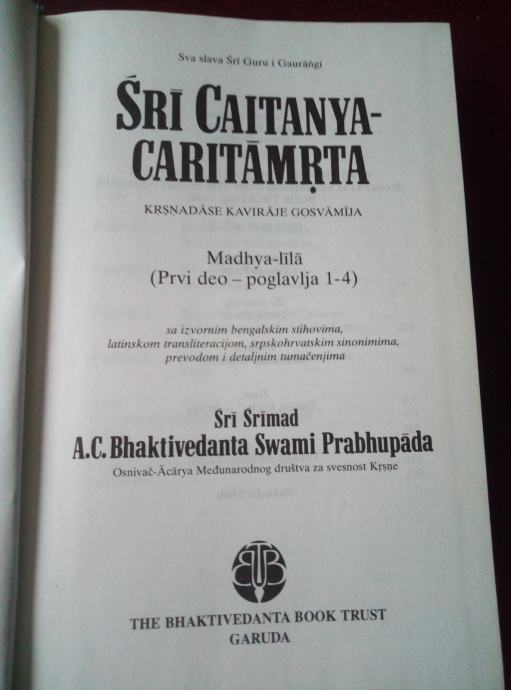 Sva slava Śrī Guru i Gaurāṅgi
ŚRĪ CAITANYA-
CARITĀMṚTA
KṚṢṆADĀSE KAVIRĀJE GOSVĀMĪJA
Madhya-līlā
(Prvi deo – poglavlja 1-4)
sa izvornim bengalskim stihovima,
latinskom transliteracijom, srpskohrvatskim sinonimima,
prevodom i detaljnim tumačenjima
Śrī Śrīmad
A.C. Bhaktivedanta Swami Prabhupāda
Osnivač-Ācārya Međunarodnog društva za svesnost Kṛṣṇe
BBT
THE BHAKTIVEDANTA BOOK TRUST
GARUDA